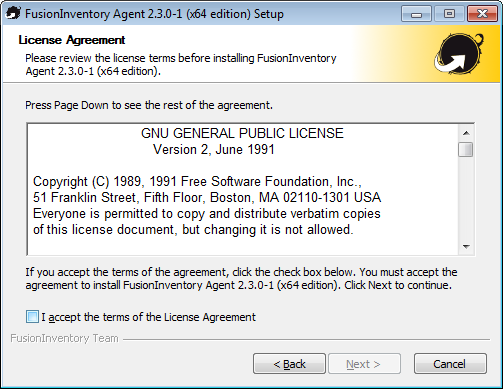 FusionInventory Agent 2.3.0-1 (x64 edition) Setup
License Agreement
Please review the license terms before installing FusionInventory
Agent 2.3.0-1 (x64 edition).
Press Page Down to see the rest of the agreement.
GNU GENERAL PUBLIC LICENSE
Version 2, June 1991
Copyright (C) 1989, 1991 Free Software Foundation, Inc.,
51 Franklin Street, Fifth Floor, Boston, MA 02110-1301 USA
Everyone is permitted to copy and distribute verbatim copies
of this license document, but changing it is not allowed.
If you accept the terms of the agreement, click the check box below. You must accept the
agreement to install FusionInventory Agent 2.3.0-1 (x64 edition). Click Next to continue.
I accept the terms of the License Agreement
FusionInventory Team
< Back Next > Cancel